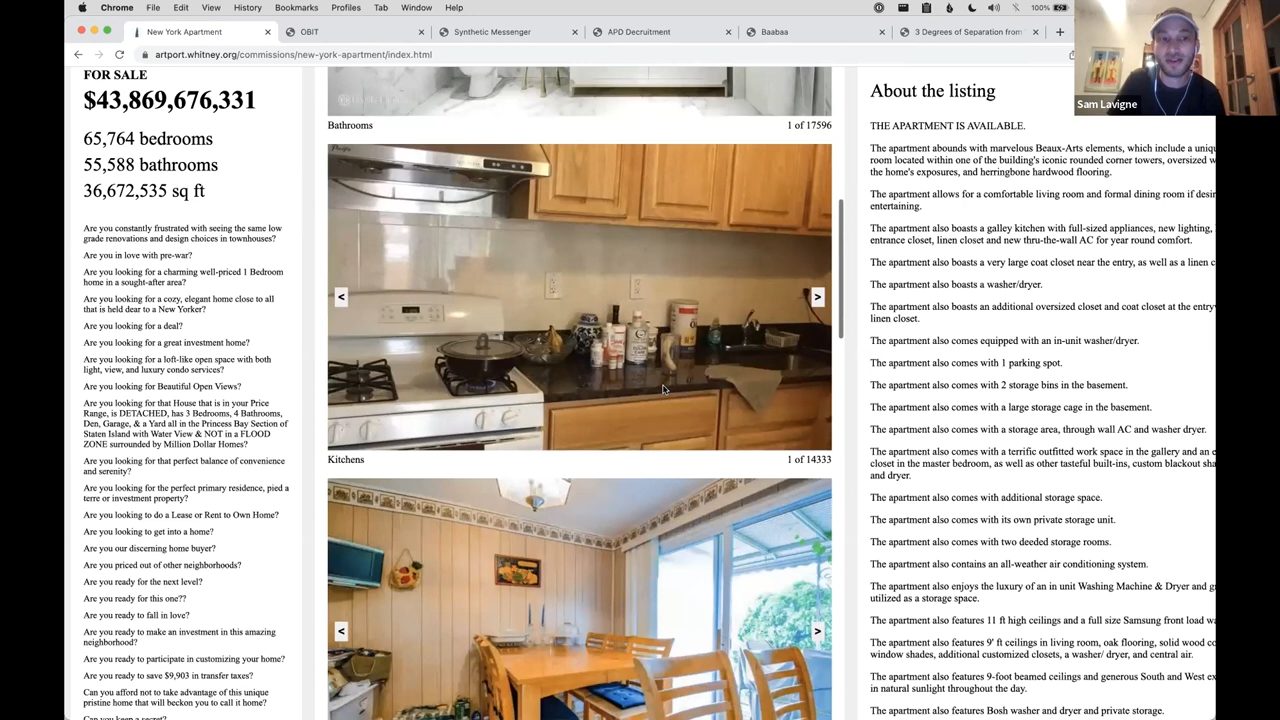 Chrome File Edit View History Bookmarks Profiles Tab Window Help 100%
New York Apartment OBIT Synthetic Messenger APD Decruitment Baabaa 3 Degrees of Separation from
artport.whitney.org/commissions/new-york-apartment/index.html
Sam Lavigne
FOR SALE
$43,869,676,331
65,764 bedrooms
55,588 bathrooms
36,672,535 sq ft
Are you constantly frustrated with seeing the same low
grade renovations and design choices in townhouses?
Are you in love with pre-war?
Are you looking for a charming well-priced 1 Bedroom
home in a sought-after area?
Are you looking for a cozy, elegant home close to all
that is held dear to a New Yorker?
Are you looking for a deal?
Are you looking for a great investment home?
Are you looking for a loft-like open space with both
light, view, and luxury condo services?
Are you looking for Beautiful Open Views?
Are you looking for that House that is in your Price
Range, is DETACHED, has 3 Bedrooms, 4 Bathrooms,
Den, Garage, & a Yard all in the Princess Bay Section of
Staten Island with Water View & NOT in a FLOOD
ZONE surrounded by Million Dollar Homes?
Are you looking for that perfect balance of convenience
and serenity?
Are you looking for the perfect primary residence, pied a
terre or investment property?
Are you looking to do a Lease or Rent to Own Home?
Are you looking to get into a home?
Are you our discerning home buyer?
Are you priced out of other neighborhoods?
Are you ready for the next level?
Are you ready for this one??
Are you ready to fall in love?
Are you ready to make an investment in this amazing
neighborhood?
Are you ready to participate in customizing your home?
Are you ready to save $9,903 in transfer taxes?
Can you afford not to take advantage of this unique
pristine home that will beckon you to call it home?
Can you keep a secret?
Bathrooms 1 of 17596
< >
Kitchens 1 of 14333
< >
About the listing
THE APARTMENT IS AVAILABLE.
The apartment abounds with marvelous Beaux-Arts elements, which include a uniqu
room located within one of the building's iconic rounded corner towers, oversized w
the home's exposures, and herringbone hardwood flooring.
The apartment allows for a comfortable living room and formal dining room if desir
entertaining.
The apartment also boasts a galley kitchen with full-sized appliances, new lighting,
entrance closet, linen closet and new thru-the-wall AC for year round comfort.
The apartment also boasts a very large coat closet near the entry, as well as a linen c
The apartment also boasts a washer/dryer.
The apartment also boasts an additional oversized closet and coat closet at the entry
linen closet.
The apartment also comes equipped with an in-unit washer/dryer.
The apartment also comes with 1 parking spot.
The apartment also comes with 2 storage bins in the basement.
The apartment also comes with a large storage cage in the basement.
The apartment also comes with a storage area, through wall AC and washer dryer.
The apartment also comes with a terrific outfitted work space in the gallery and an e
closet in the master bedroom, as well as other tasteful built-ins, custom blackout sha
and dryer.
The apartment also comes with additional storage space.
The apartment also comes with its own private storage unit.
The apartment also comes with two deeded storage rooms.
The apartment also contains an all-weather air conditioning system.
The apartment also enjoys the luxury of an in unit Washing Machine & Dryer and g
utilized as a storage space.
The apartment also features 11 ft high ceilings and a full size Samsung front load wa
The apartment also features 9' ft ceilings in living room, oak flooring, solid wood co
window shades, additional customized closets, a washer/ dryer, and central air.
The apartment also features 9-foot beamed ceilings and generous South and West ex
in natural sunlight throughout the day.
The apartment also features Bosh washer and dryer and private storage.